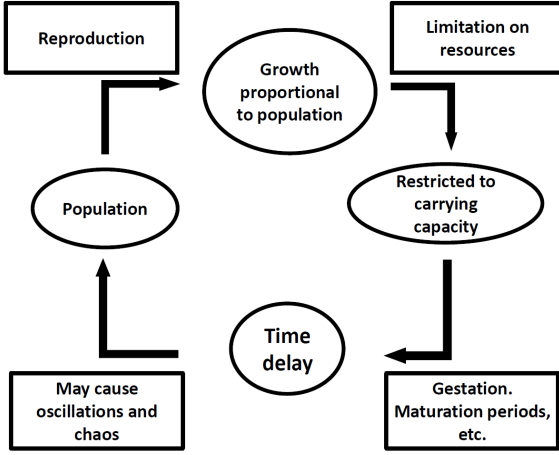 Reproduction
Growth
proportional
to population
Limitation on
resources
Population
Restricted to
carrying
capacity
Time
delay
May cause
oscillations and
chaos
Gestation.
Maturation periods,
etc.